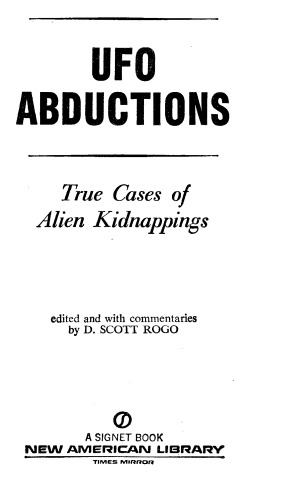 UFO
ABDUCTIONS
True Cases of
Alien Kidnappings
edited and with commentaries
by D. SCOTT ROGO
A SIGNET BOOK
NEW AMERICAN LIBRARY
TIMES MIRROR